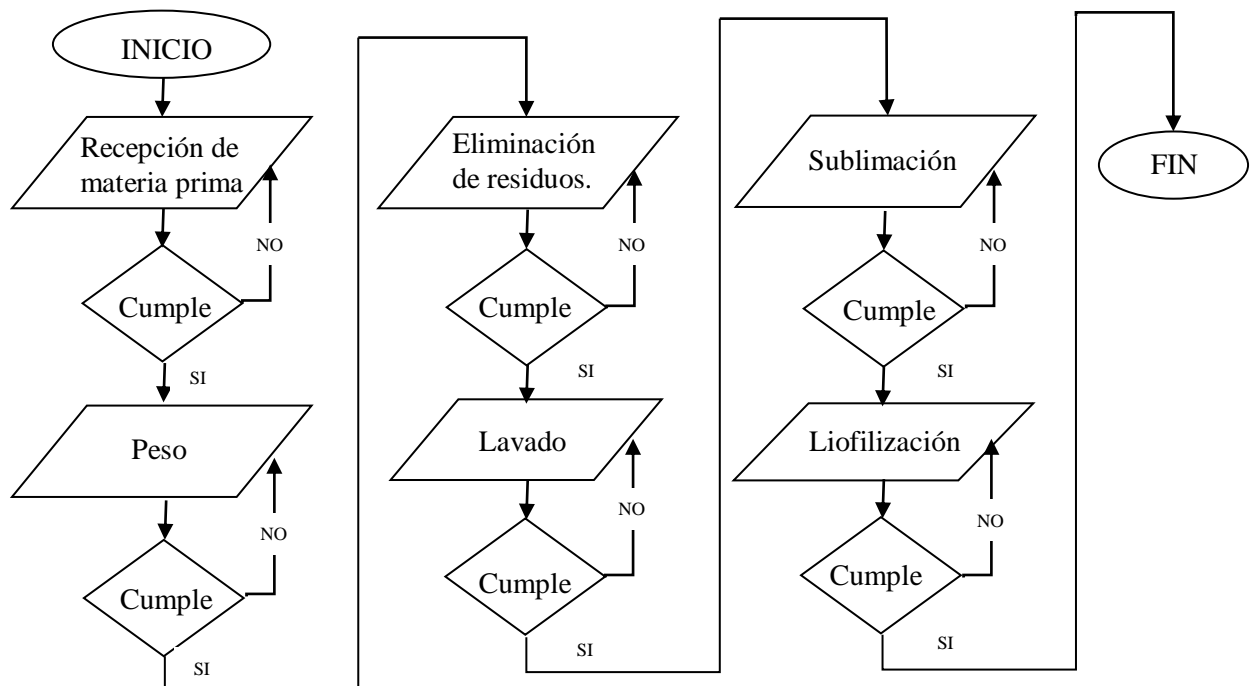 INICIO
Recepción de
materia prima
NO
Cumple
SI
Peso
NO
Cumple
SI
Eliminación
de residuos.
NO
Cumple
SI
Lavado
NO
Cumple
SI
Sublimación
NO
Cumple
SI
Liofilización
NO
Cumple
SI
FIN